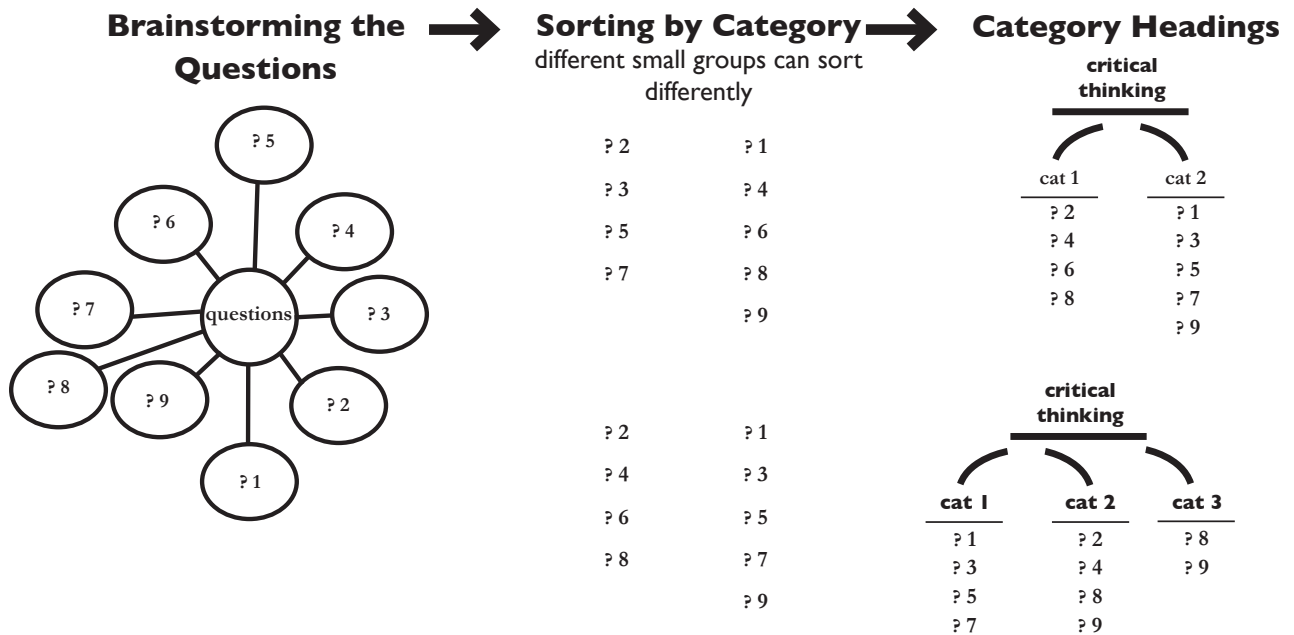 Brainstorming the
Questions
? 5
? 6
? 4
? 7
questions
? 3
? 8
? 9
? 2
? 1
Sorting by Category
different small groups can sort
differently
? 2 ? 1
? 3 ? 4
? 5 ? 6
? 7 ? 8
? 9
? 2 ? 1
? 4 ? 3
? 6 ? 5
? 8 ? 7
? 9
Category Headings
critical
thinking
cat 1 cat 2
? 2 ? 1
? 4 ? 3
? 6 ? 5
? 8 ? 7
? 9
critical
thinking
cat 1 cat 2 cat 3
? 1 ? 2 ? 8
? 3 ? 4 ? 9
? 5 ? 8
? 7 ? 9